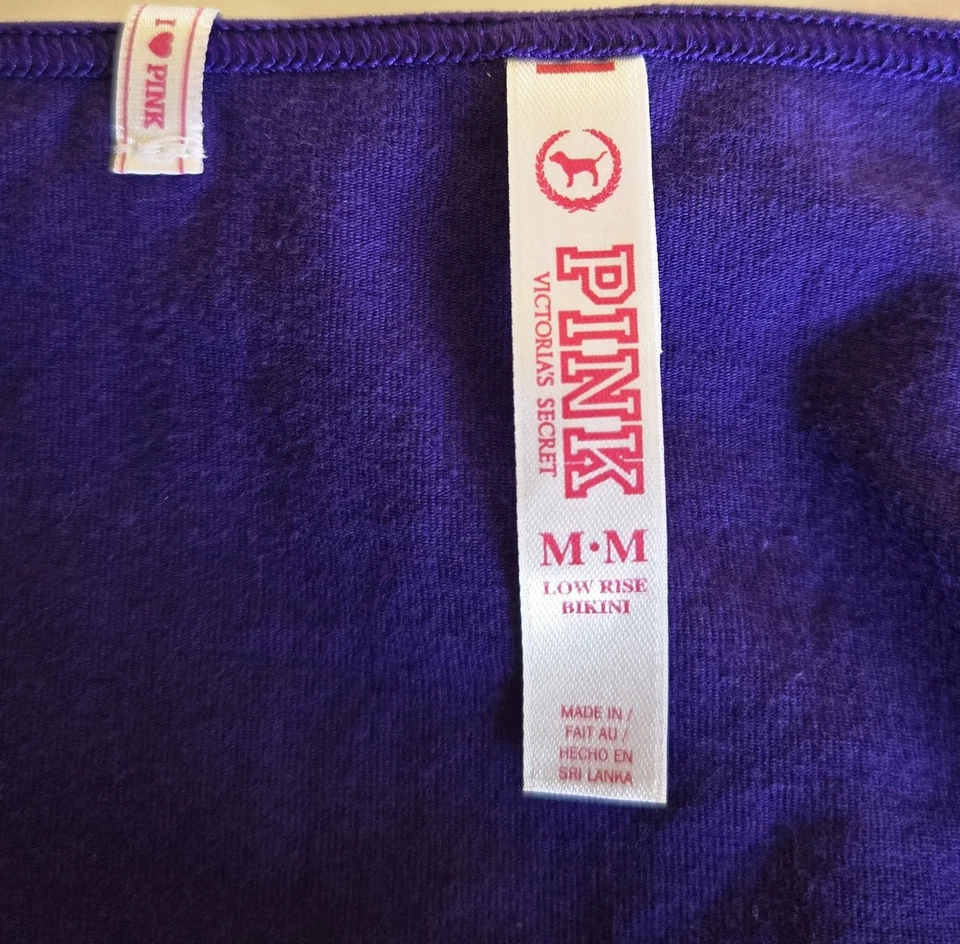 I ♥ PINK
PINK
VICTORIA'S SECRET
M•M
LOW RISE
BIKINI
MADE IN /
FAIT AU /
HECHO EN
SRI LANKA